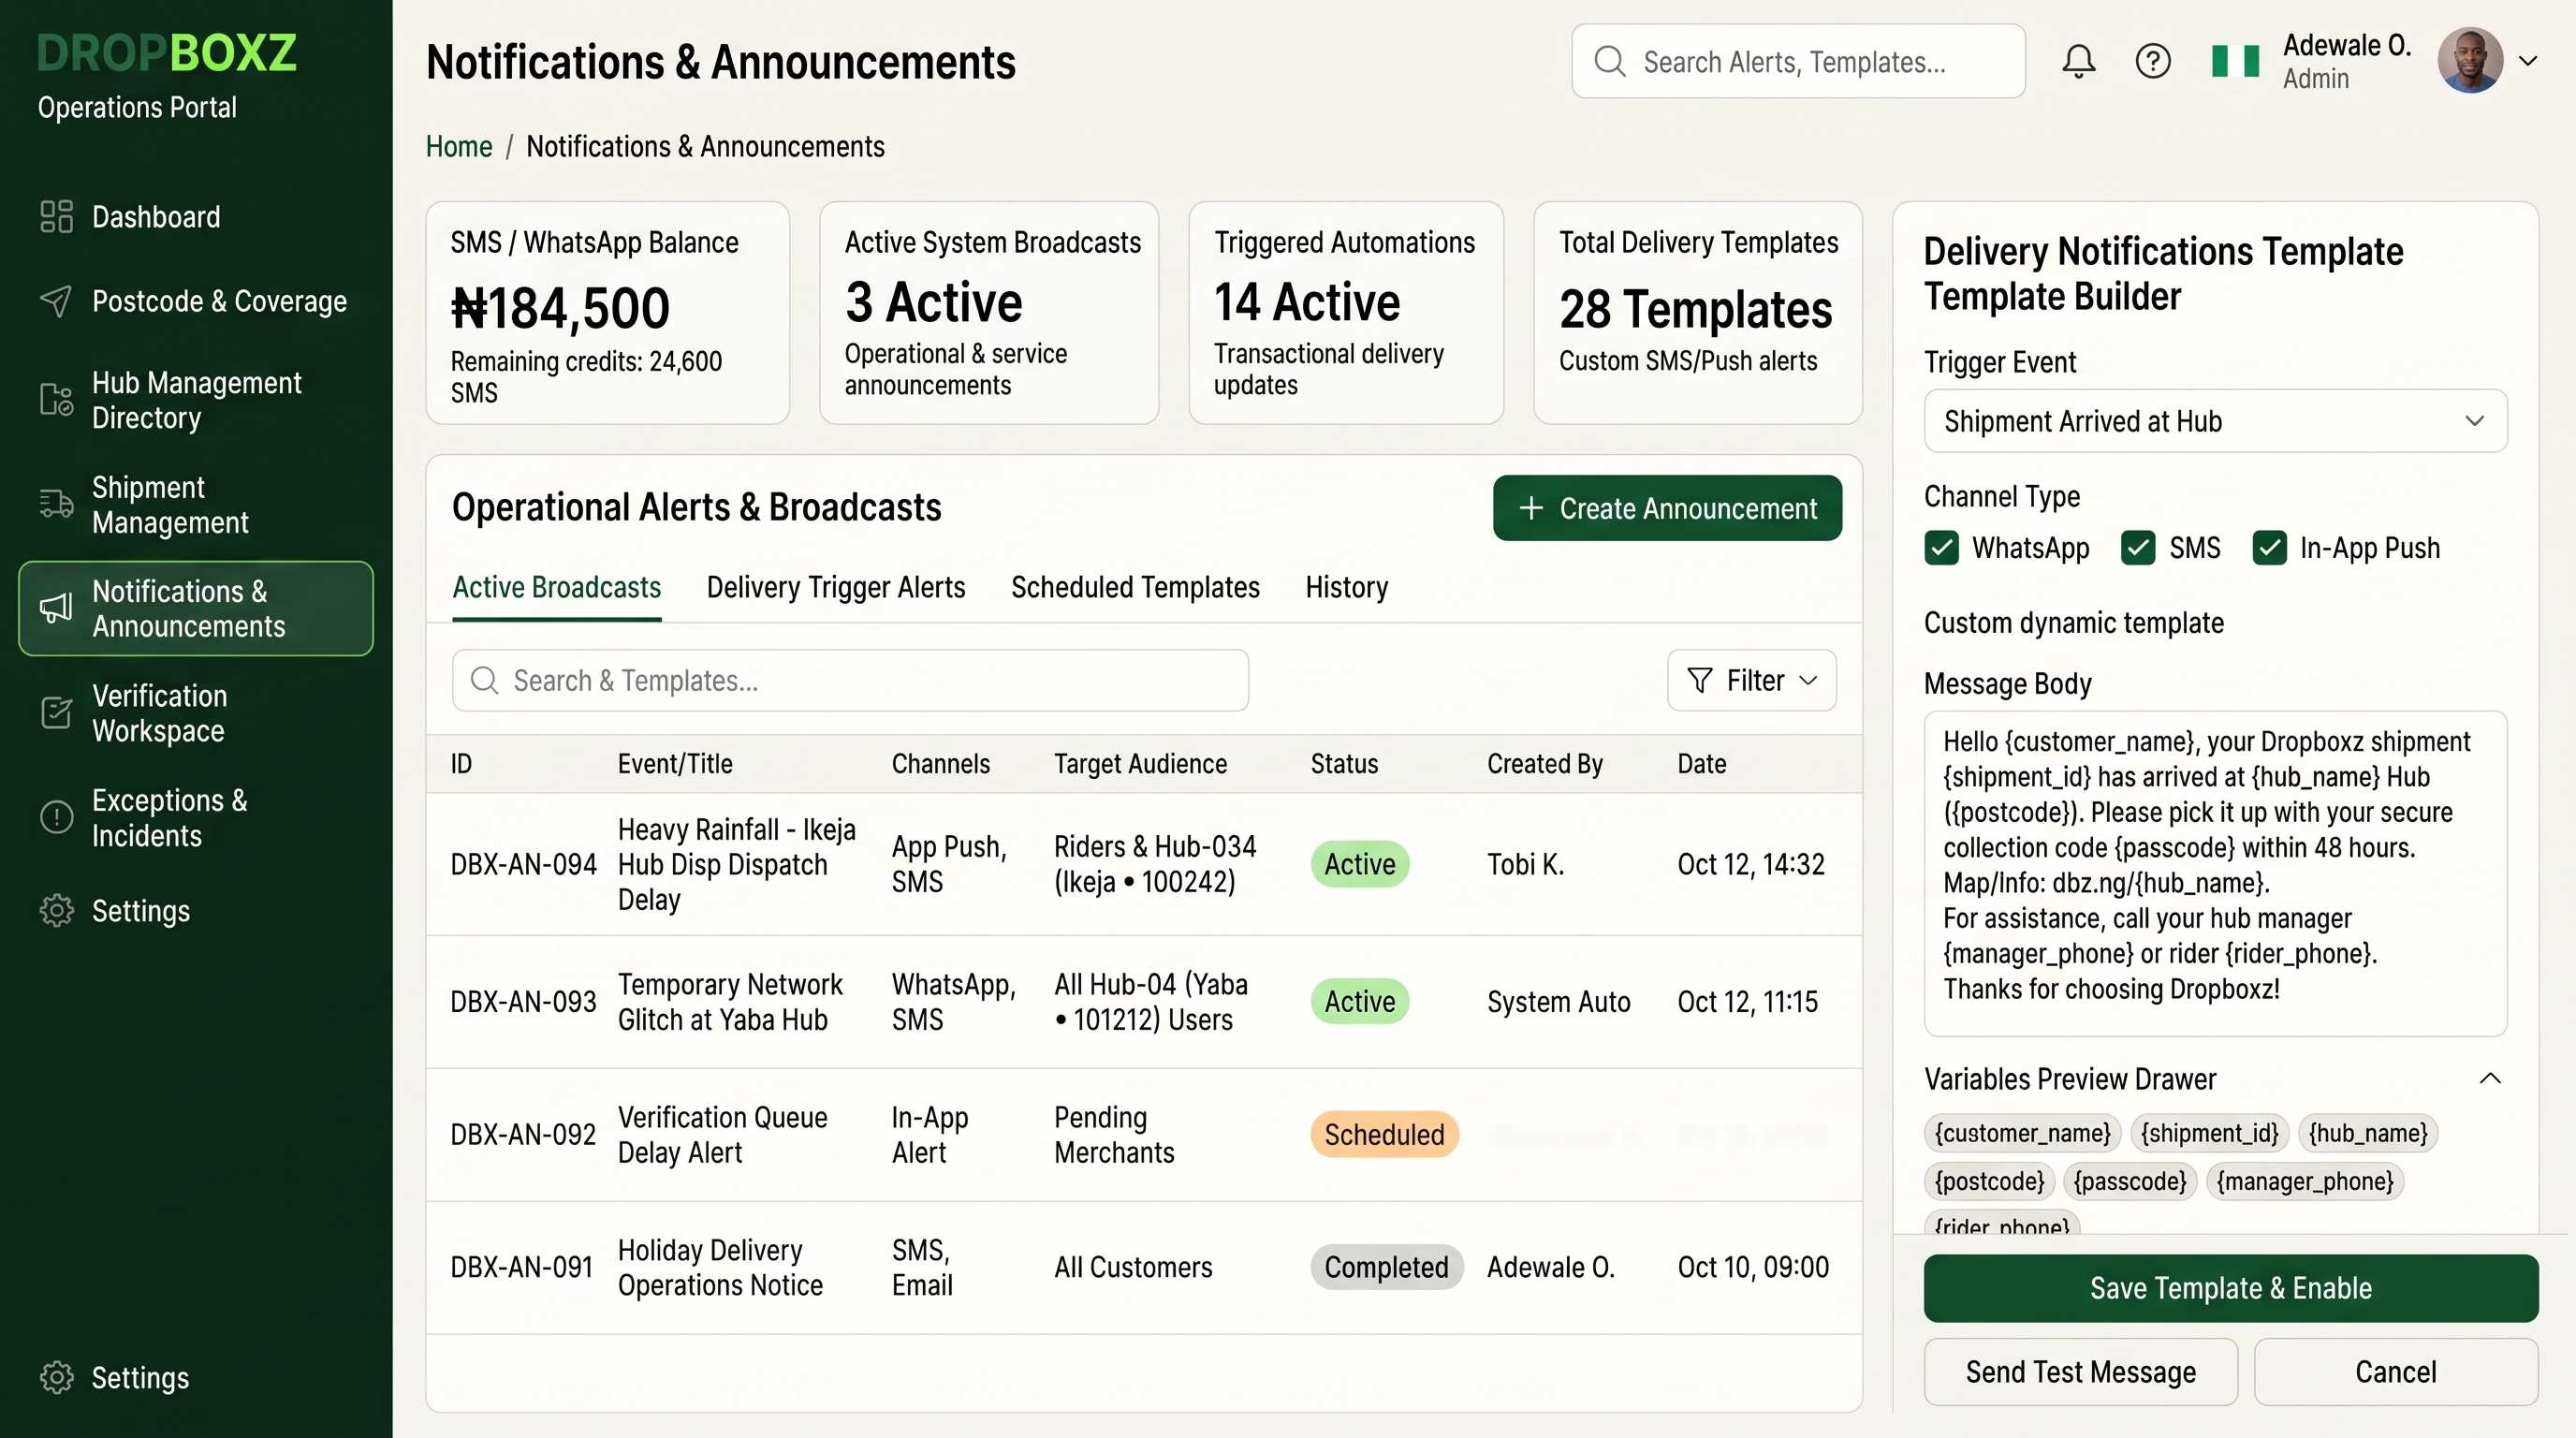 DROPBOXZ
Operations Portal
Dashboard
Postcode & Coverage
Hub Management
Directory
Shipment
Management
Notifications &
Announcements
Verification
Workspace
Exceptions &
Incidents
Settings
Settings
Notifications & Announcements
Search Alerts, Templates...
Adewale O.
Admin
Home / Notifications & Announcements
SMS / WhatsApp Balance
₦184,500
Remaining credits: 24,600
SMS
Active System Broadcasts
3 Active
Operational & service
announcements
Triggered Automations
14 Active
Transactional delivery
updates
Total Delivery Templates
28 Templates
Custom SMS/Push alerts
Operational Alerts & Broadcasts
+ Create Announcement
Active Broadcasts
Delivery Trigger Alerts
Scheduled Templates
History
Search & Templates...
Filter
ID Event/Title Channels Target Audience Status Created By Date
DBX-AN-094
Heavy Rainfall - Ikeja
Hub Disp Dispatch
Delay
App Push,
SMS
Riders & Hub-034
(Ikeja • 100242)
Active
Tobi K.
Oct 12, 14:32
DBX-AN-093
Temporary Network
Glitch at Yaba Hub
WhatsApp,
SMS
All Hub-04 (Yaba
• 101212) Users
Active
System Auto
Oct 12, 11:15
DBX-AN-092
Verification Queue
Delay Alert
In-App
Alert
Pending
Merchants
Scheduled
DBX-AN-091
Holiday Delivery
Operations Notice
SMS,
Email
All Customers
Completed
Adewale O.
Oct 10, 09:00
Delivery Notifications Template
Template Builder
Trigger Event
Shipment Arrived at Hub
Channel Type
WhatsApp
SMS
In-App Push
Custom dynamic template
Message Body
Hello {customer_name}, your Dropboxz shipment
{shipment_id} has arrived at {hub_name} Hub
({postcode}). Please pick it up with your secure
collection code {passcode} within 48 hours.
Map/Info: dbz.ng/{hub_name}.
For assistance, call your hub manager
{manager_phone} or rider {rider_phone}.
Thanks for choosing Dropboxz!
Variables Preview Drawer
{customer_name} {shipment_id} {hub_name}
{postcode} {passcode} {manager_phone}
{rider_phone}
Save Template & Enable
Send Test Message
Cancel